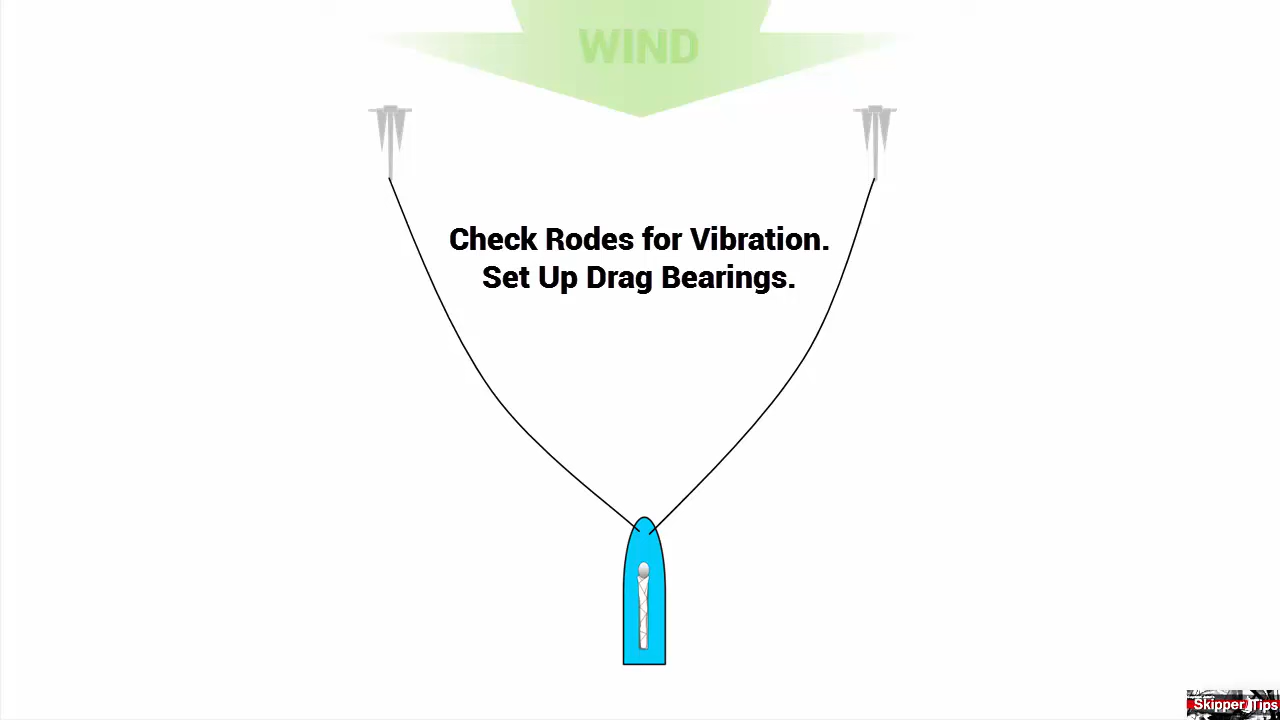 WIND
Check Rodes for Vibration.
Set Up Drag Bearings.
Skipper Tips